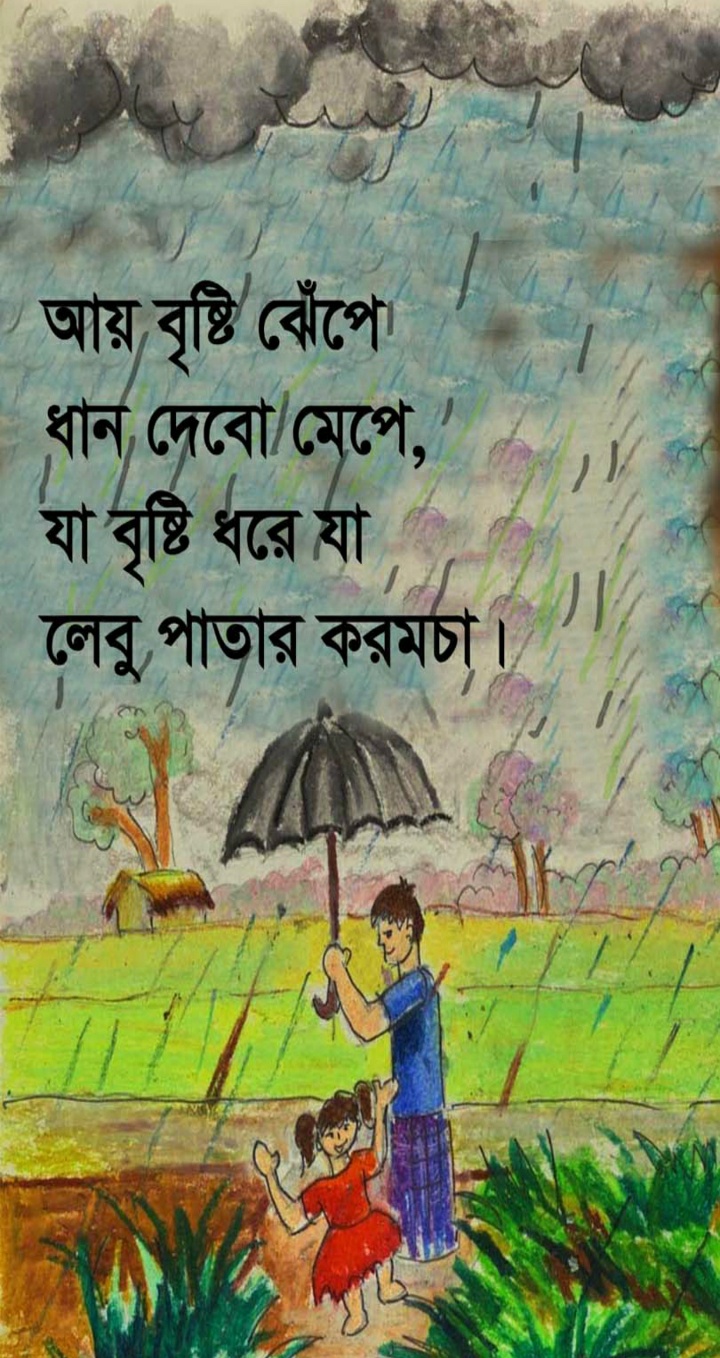 আয় বৃষ্টি ঝেঁপে
ধান দেবো মেপে,
যা বৃষ্টি ধরে যা
লেবু পাতার করমচা।